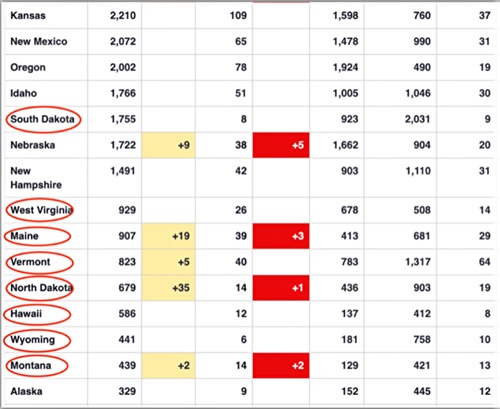 Kansas 2,210 109 1,598 760 37
New Mexico 2,072 65 1,478 990 31
Oregon 2,002 78 1,924 490 19
Idaho 1,766 51 1,005 1,046 30
South Dakota 1,755 8 923 2,031 9
Nebraska 1,722 +9 38 +5 1,662 904 20
New 1,491 42 903 1,110 31
Hampshire
West Virginia 929 26 678 508 14
Maine 907 +19 39 +3 413 681 29
Vermont 823 +5 40 783 1,317 64
North Dakota 679 +35 14 +1 436 903 19
Hawaii 586 12 137 412 8
Wyoming 441 6 181 758 10
Montana 439 +2 14 +2 129 421 13
Alaska 329 9 152 445 12